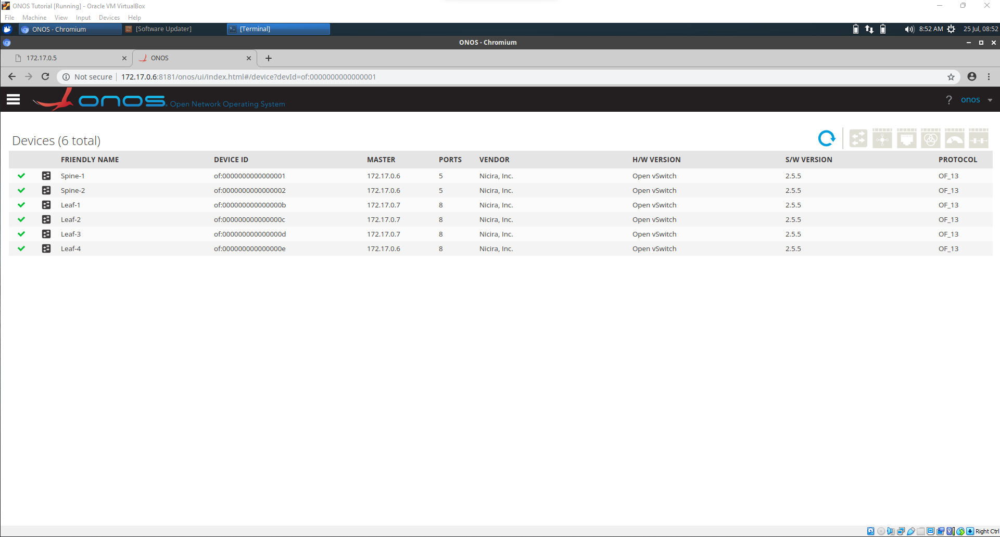 ONOS Tutorial [Running] - Oracle VM VirtualBox
File Machine View Input Devices Help
ONOS - Chromium [Software Updater] [Terminal] 8:52 AM 25 Jul, 08:52
ONOS - Chromium
172.17.0.5 ONOS
Not secure 172.17.0.6:8181/onos/ui/index.html#/device?devId=of:0000000000000001
onos Open Network Operating System ? onos
Devices (6 total)
FRIENDLY NAME DEVICE ID MASTER PORTS VENDOR H/W VERSION S/W VERSION PROTOCOL
Spine-1 of:0000000000000001 172.17.0.6 5 Nicira, Inc. Open vSwitch 2.5.5 OF_13
Spine-2 of:0000000000000002 172.17.0.6 5 Nicira, Inc. Open vSwitch 2.5.5 OF_13
Leaf-1 of:000000000000000b 172.17.0.7 8 Nicira, Inc. Open vSwitch 2.5.5 OF_13
Leaf-2 of:000000000000000c 172.17.0.7 8 Nicira, Inc. Open vSwitch 2.5.5 OF_13
Leaf-3 of:000000000000000d 172.17.0.7 8 Nicira, Inc. Open vSwitch 2.5.5 OF_13
Leaf-4 of:000000000000000e 172.17.0.6 8 Nicira, Inc. Open vSwitch 2.5.5 OF_13
Right Ctrl